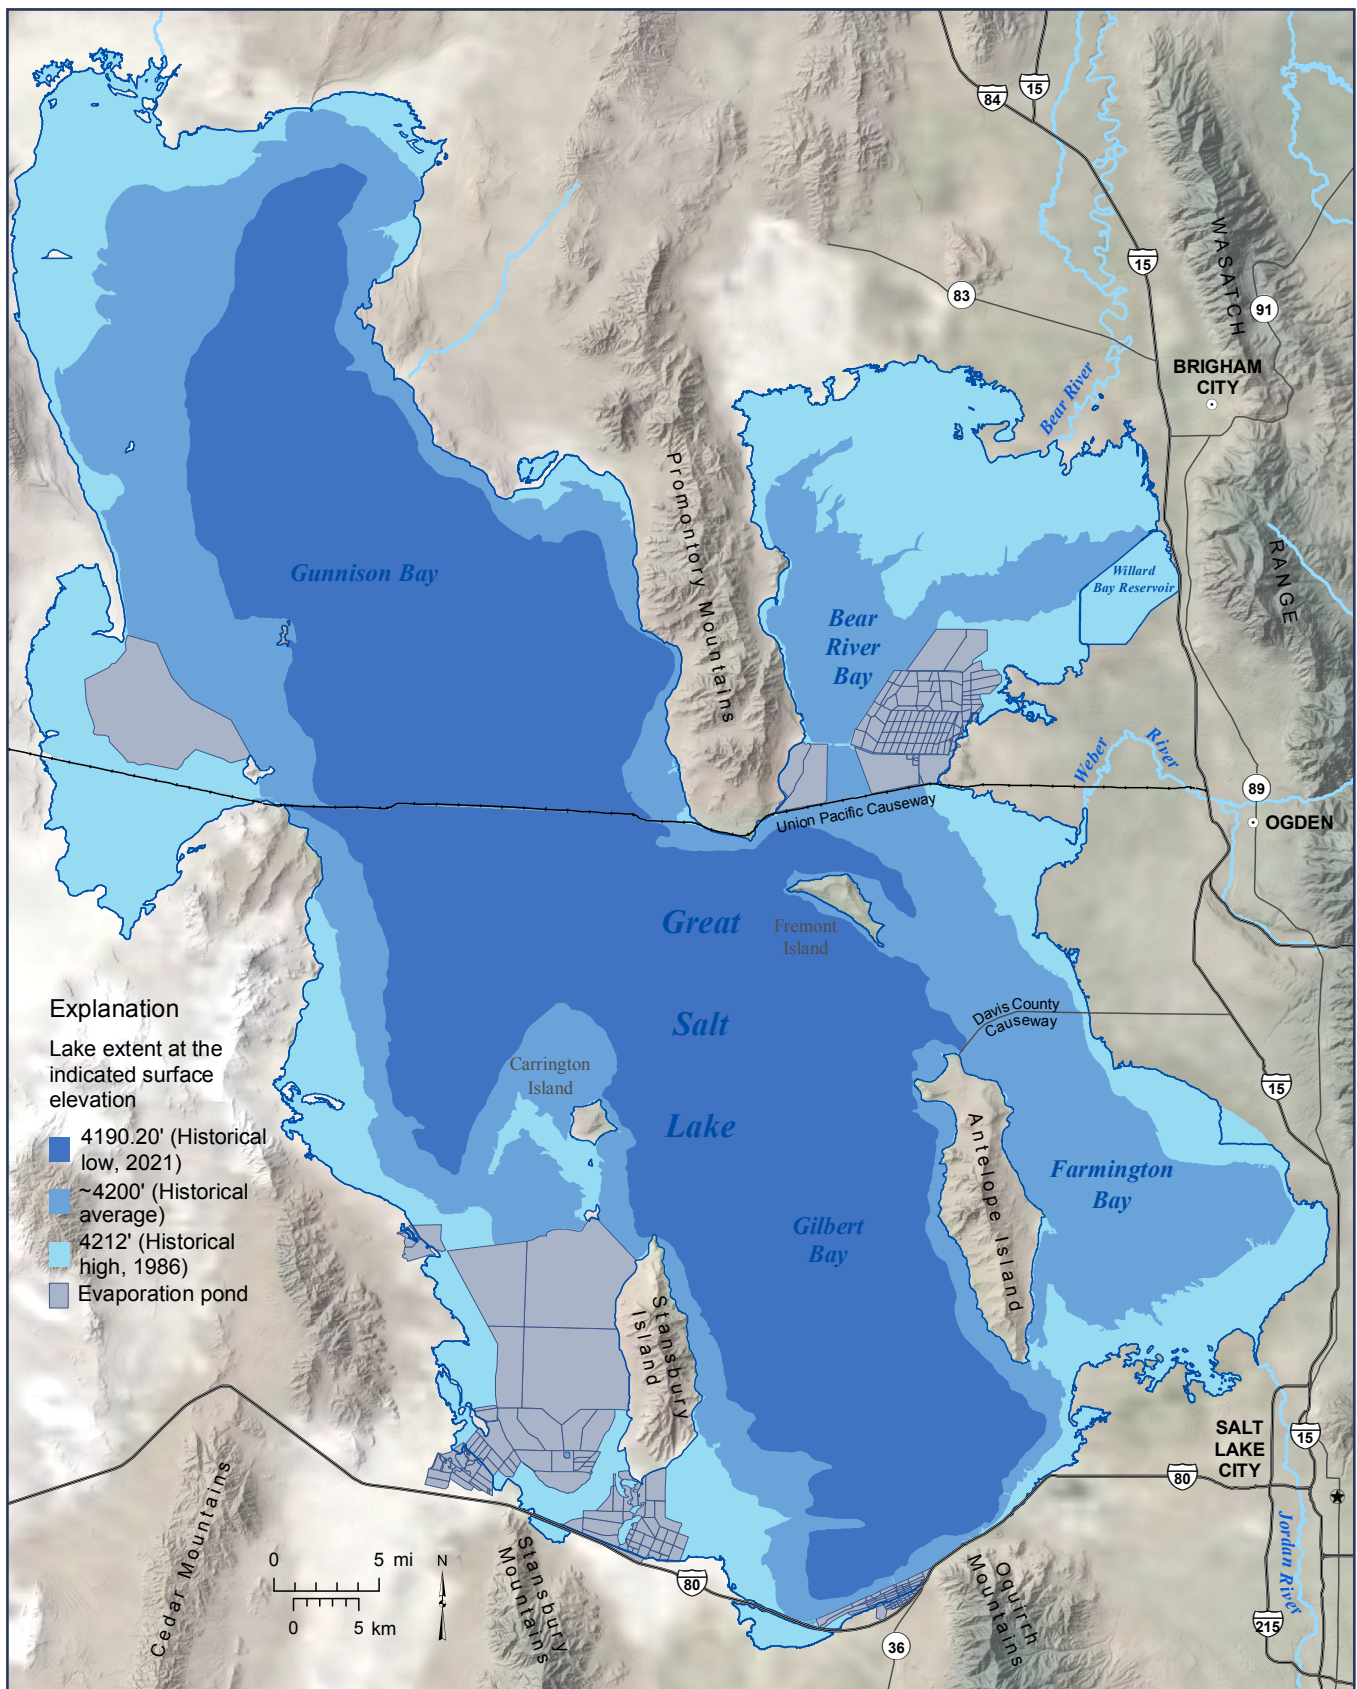 84
15
15
WASATCH
83
91
BRIGHAM
CITY
Bear River
Promontory Mountains
RANGE
Gunnison Bay
Willard
Bay Reservoir
Bear
River
Bay
Weber River
89
OGDEN
Union Pacific Causeway
Great
Salt
Lake
Fremont
Island
Davis County
Causeway
Carrington
Island
15
Antelope Island
Farmington
Bay
Gilbert
Bay
Explanation
Lake extent at the
indicated surface
elevation
4190.20' (Historical
low, 2021)
~4200' (Historical
average)
4212' (Historical
high, 1986)
Evaporation pond
Stansbury
Island
SALT
LAKE
CITY
15
80
Jordan River
215
Cedar Mountains
0 5 mi
0 5 km
N
Stansbury
Mountains
80
Oquirrh
Mountains
36